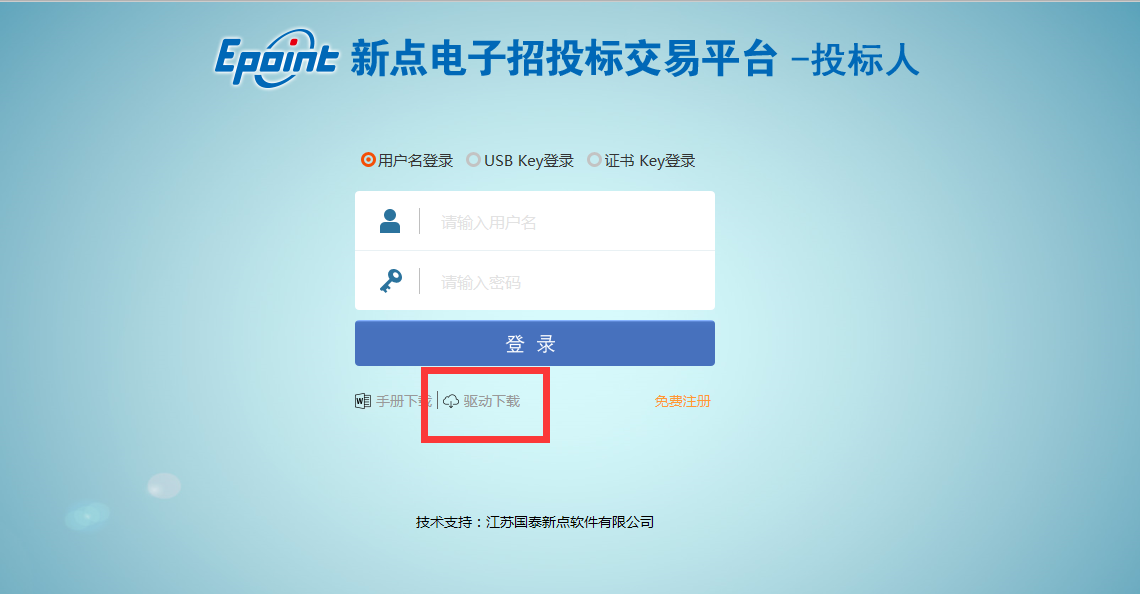 Epoint 新点电子招投标交易平台 -投标人
用户名登录 USB Key登录 证书 Key登录
请输入用户名
请输入密码
登 录
W 手册下载 驱动下载 免费注册
技术支持：江苏国泰新点软件有限公司